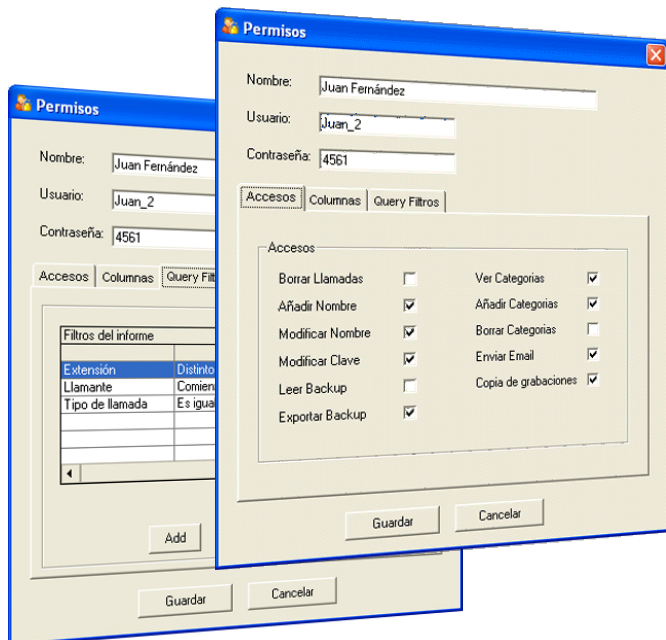 Permisos
Nombre: Juan Fernández
Usuario: Juan_2
Contraseña: 4561
Accesos Columnas Query Filtros
Accesos
Borrar Llamadas Ver Categorias
Añadir Nombre Añadir Categorias
Modificar Nombre Borrar Categorias
Modificar Clave Enviar Email
Leer Backup Copia de grabaciones
Exportar Backup
Guardar Cancelar
Permisos
Nombre: Juan Fernández
Usuario: Juan_2
Contraseña: 4561
Accesos Columnas Query
Filtros del informe
Extensión Distinto
Llamante
Tipo de llamada Es
Add
Guardar Cancelar